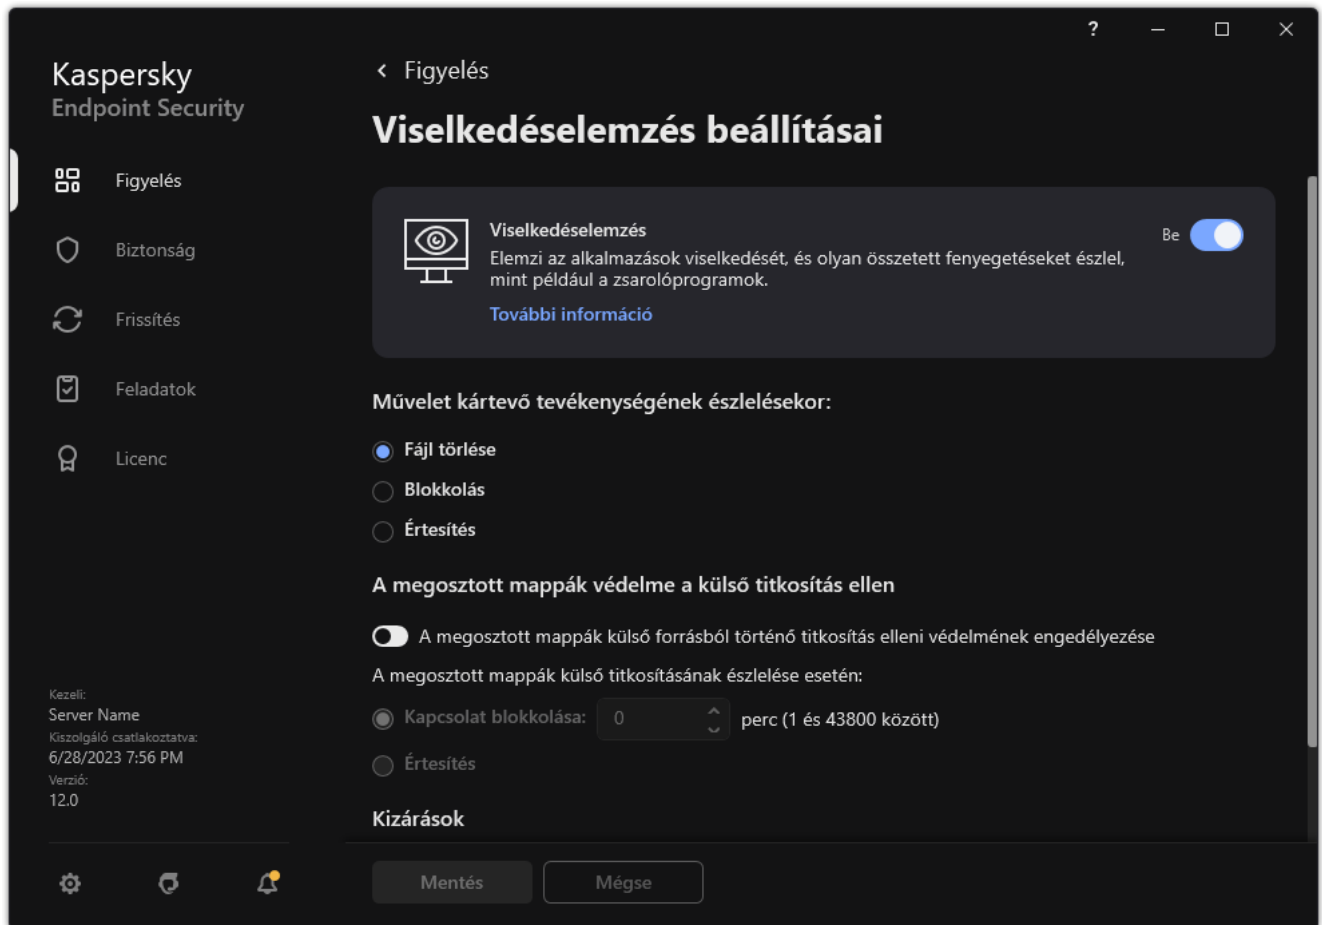 ?
Kaspersky
Endpoint Security
Figyelés
Biztonság
Frissítés
Feladatok
Licenc
Kezeli:
Server Name
Kiszolgáló csatlakoztatva:
6/28/2023 7:56 PM
Verzió:
12.0
Figyelés
Viselkedéselemzés beállításai
Viselkedéselemzés
Be
Elemzi az alkalmazások viselkedését, és olyan összetett fenyegetéseket észlel,
mint például a zsarolóprogramok.
További információ
Művelet kártevő tevékenységének észlelésekor:
Fájl törlése
Blokkolás
Értesítés
A megosztott mappák védelme a külső titkosítás ellen
A megosztott mappák külső forrásból történő titkosítás elleni védelmének engedélyezése
A megosztott mappák külső titkosításának észlelése esetén:
Kapcsolat blokkolása: 0 perc (1 és 43800 között)
Értesítés
Kizárások
Mentés
Mégse